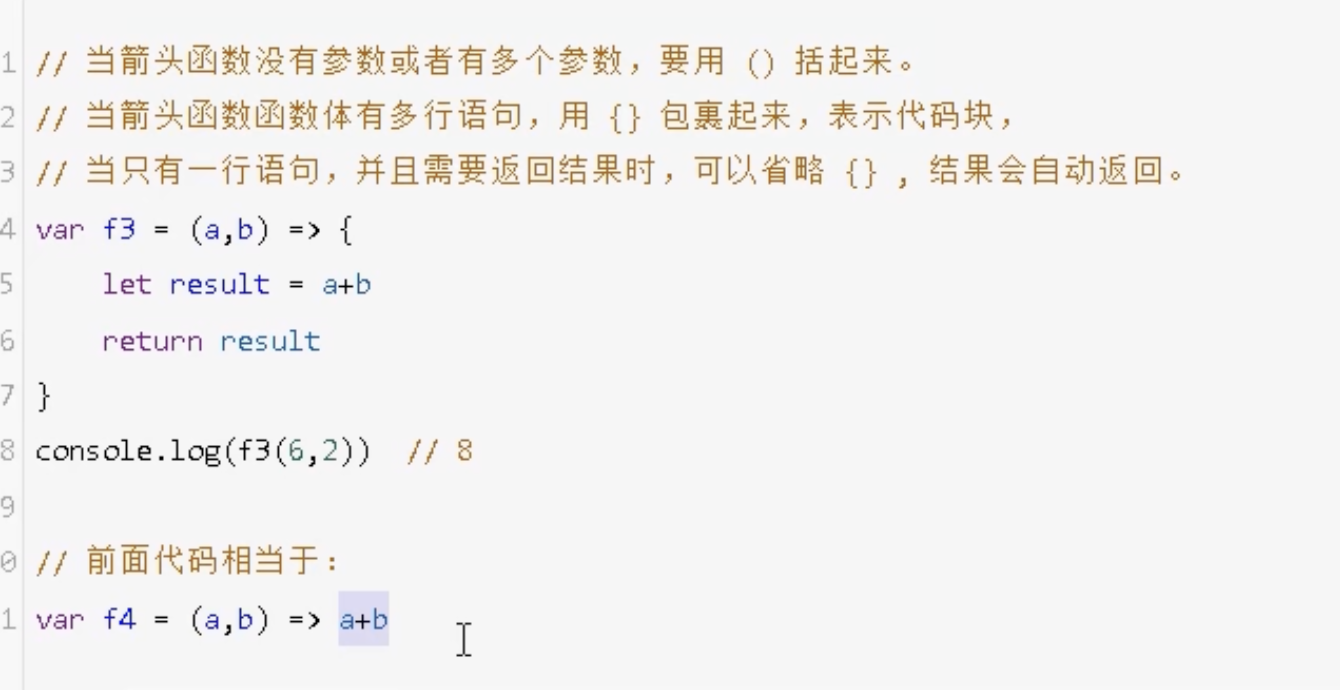 1 // 当箭头函数没有参数或者有多个参数，要用 () 括起来。
2 // 当箭头函数函数体有多行语句，用 {} 包裹起来，表示代码块，
3 // 当只有一行语句，并且需要返回结果时，可以省略 {} , 结果会自动返回。
4 var f3 = (a,b) => {
5     let result = a+b
6     return result
7 }
8 console.log(f3(6,2))  // 8
9
0 // 前面代码相当于：
1 var f4 = (a,b) => a+b